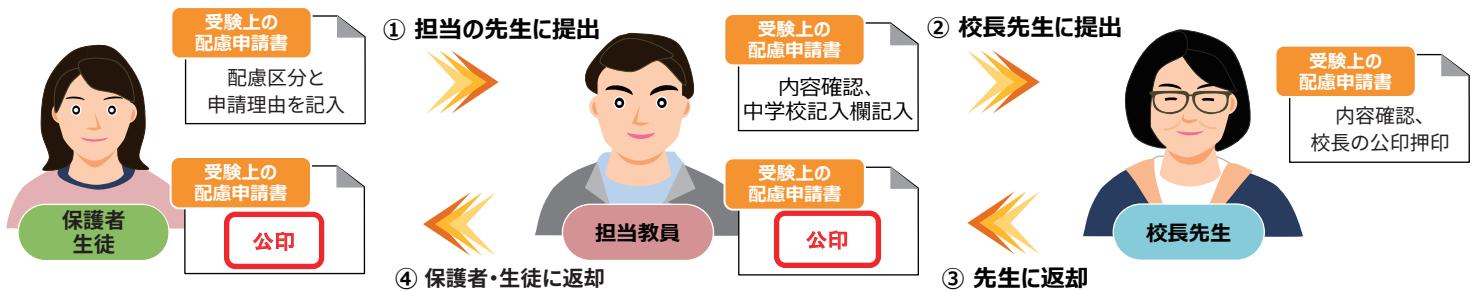 受験上の
配慮申請書
配慮区分と
申請理由を記入
① 担当の先生に提出
受験上の
配慮申請書
内容確認、
中学校記入欄記入
② 校長先生に提出
受験上の
配慮申請書
内容確認、
校長の公印押印
保護者
生徒
受験上の
配慮申請書
公印
④ 保護者・生徒に返却
担当教員
受験上の
配慮申請書
公印
③ 先生に返却
校長先生